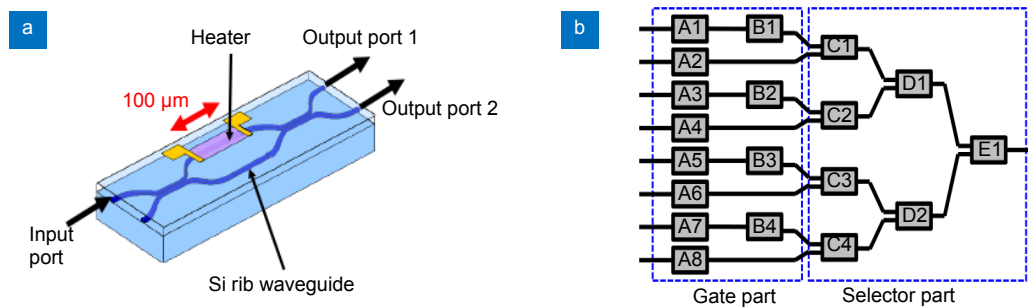 a
Heater
Output port 1
100 µm
Output port 2
Input
port
Si rib waveguide
b
A1
B1
A2
C1
A3
B2
D1
A4
C2
A5
B3
E1
A6
C3
A7
B4
D2
A8
C4
Gate part
Selector part